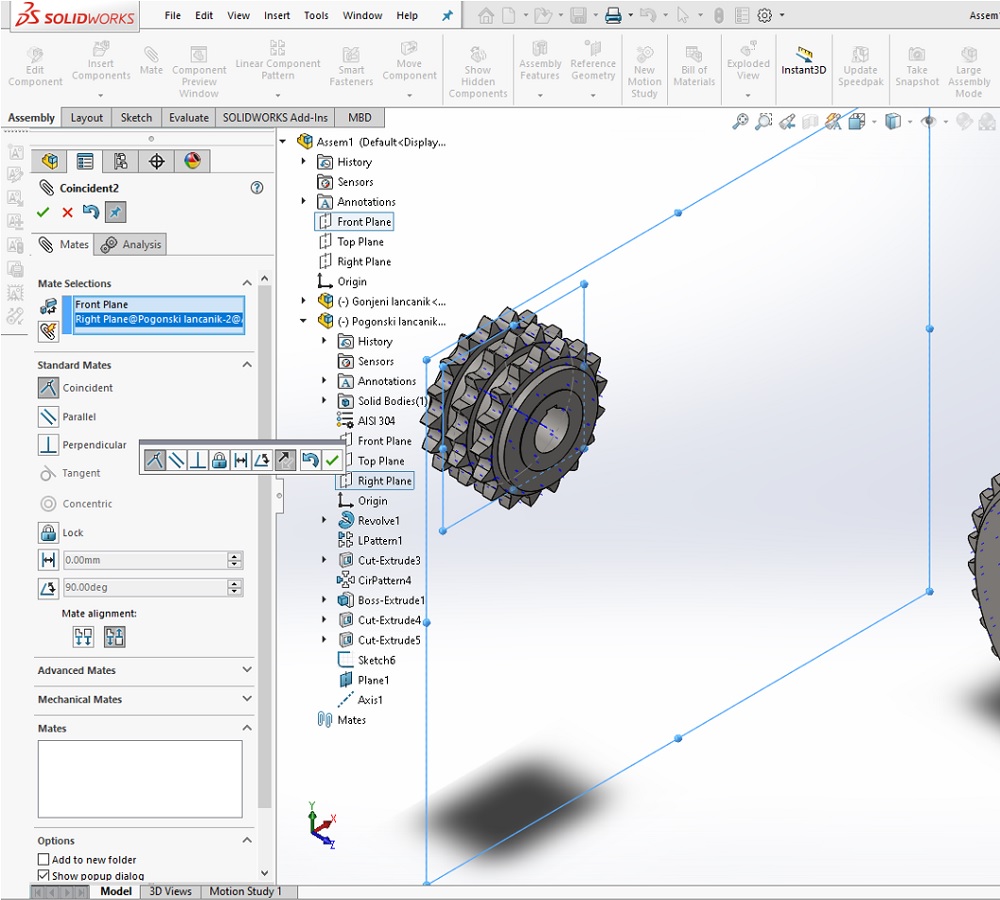 SOLIDWORKS
File Edit View Insert Tools Window Help
Assem
Edit Component
Insert Components
Mate
Component Preview Window
Linear Component Pattern
Smart Fasteners
Move Component
Show Hidden Components
Assembly Features
Reference Geometry
New Motion Study
Bill of Materials
Exploded View
Instant3D
Update Speedpak
Take Snapshot
Large Assembly Mode
Assembly Layout Sketch Evaluate SOLIDWORKS Add-Ins MBD
Coincident2
Mates Analysis
Mate Selections
Front Plane
Right Plane@Pogonski lancanik-2@
Standard Mates
Coincident
Parallel
Perpendicular
Tangent
Concentric
Lock
0.00mm
90.00deg
Mate alignment:
Advanced Mates
Mechanical Mates
Mates
Options
Add to new folder
Show popup dialog
Assem1 (Default<Display...
History
Sensors
Annotations
Front Plane
Top Plane
Right Plane
Origin
(-) Gonjeni lancanik<...
(-) Pogonski lancanik...
History
Sensors
Annotations
Solid Bodies(1)
AISI 304
Front Plane
Top Plane
Right Plane
Origin
Revolve1
LPattern1
Cut-Extrude3
CirPattern4
Boss-Extrude1
Cut-Extrude4
Cut-Extrude5
Sketch6
Plane1
Axis1
Mates
Y
X
Z
Model 3D Views Motion Study 1